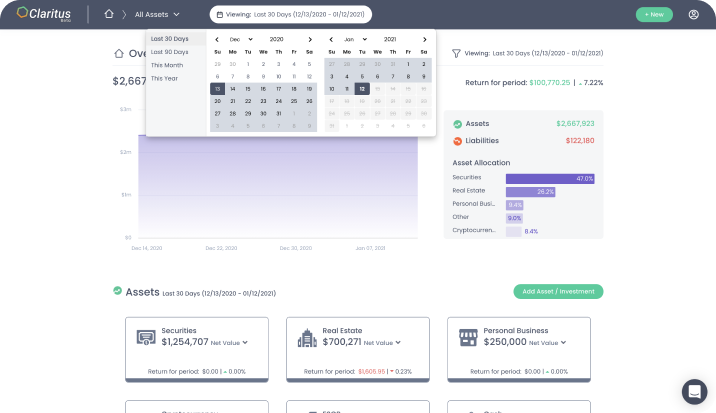 Claritus
BETA
All Assets
Viewing: Last 30 Days (12/13/2020 - 01/12/2021)
+ New
Last 30 Days
Last 90 Days
This Month
This Year
Dec 2020
Su Mo Tu We Th Fr Sa
29 30 1 2 3 4 5
6 7 8 9 10 11 12
13 14 15 16 17 18 19
20 21 22 23 24 25 26
27 28 29 30 31 1 2
3 4 5 6 7 8 9
Jan 2021
Su Mo Tu We Th Fr Sa
27 28 29 30 31 1 2
3 4 5 6 7 8 9
10 11 12 13 14 15 16
17 18 19 20 21 22 23
24 25 26 27 28 29 30
31 1 2 3 4 5 6
Viewing: Last 30 Days (12/13/2020 - 01/12/2021)
$2,667
Return for period: $100,770.25 | - 7.22%
$3m
$2m
$1m
$0
Dec 14, 2020
Dec 22, 2020
Dec 30, 2020
Jan 07, 2021
Assets $2,667,923
Liabilities $122,180
Asset Allocation
Securities 47.0%
Real Estate 26.2%
Personal Busi... 9.4%
Other 9.0%
Cryptocurren... 8.4%
Assets Last 30 Days (12/13/2020 - 01/12/2021)
Add Asset / Investment
Securities
$1,254,707 Net Value
Return for period: $0.00 | 0.00%
Real Estate
$700,271 Net Value
Return for period: $1,605.95 | 0.23%
Personal Business
$250,000 Net Value
Return for period: $0.00 | 0.00%